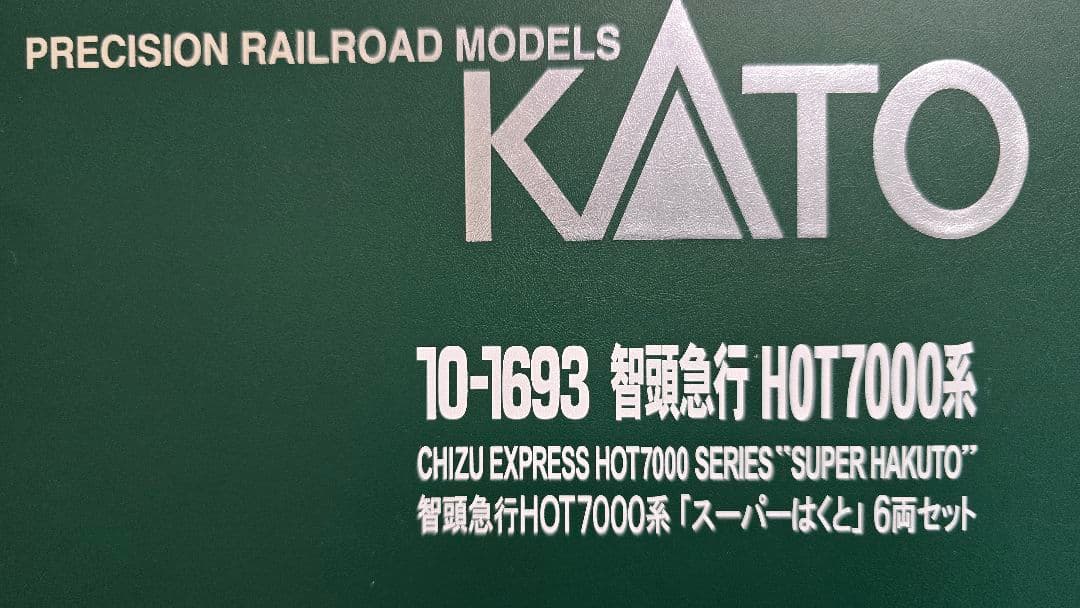 PRECISION RAILROAD MODELS
KATO
10-1693 智頭急行 HOT7000系
CHIZU EXPRESS HOT7000 SERIES "SUPER HAKUTO"
智頭急行HOT7000系「スーパーはくと」6両セット